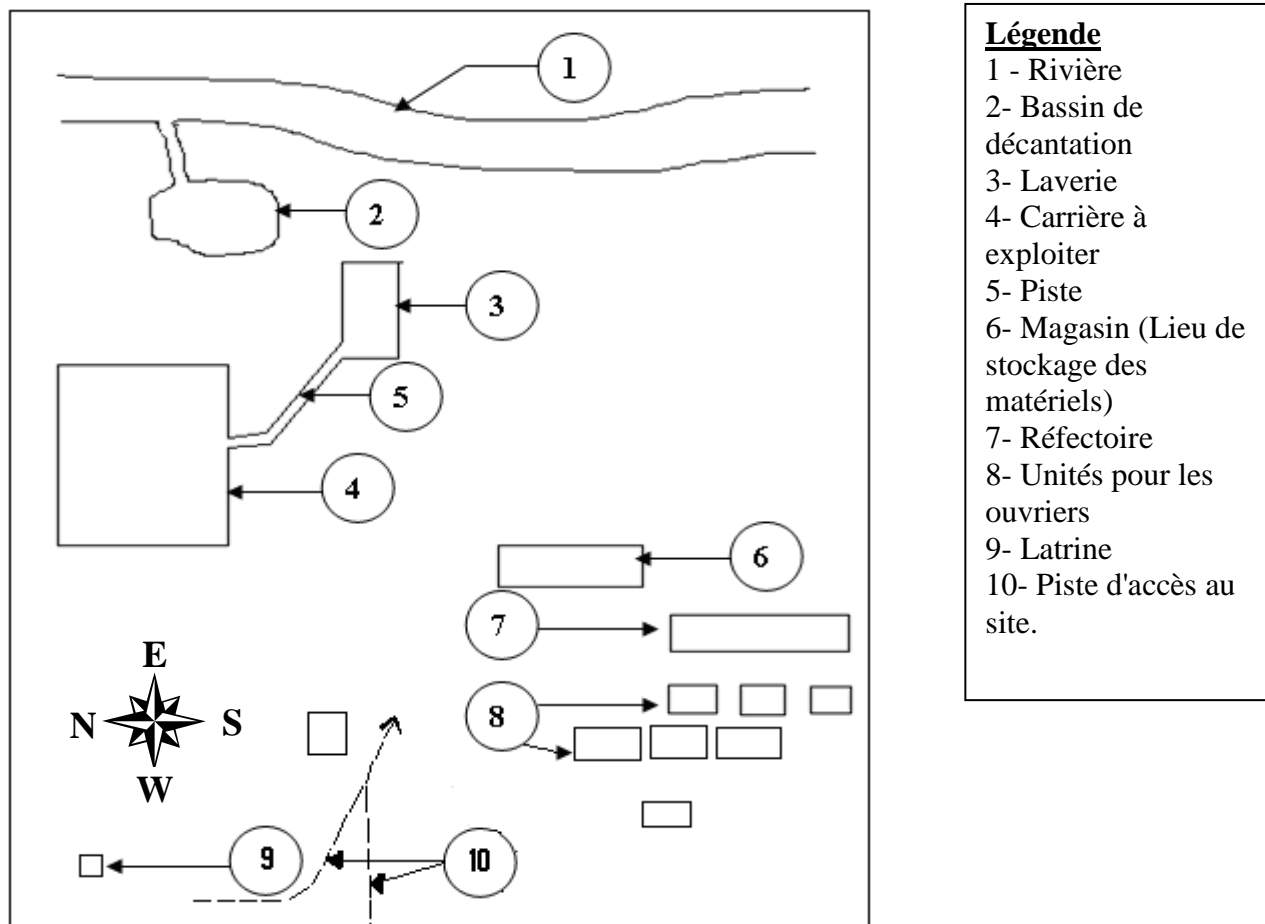 1
2
3
5
4
6
7
8
E
N S
W
9 10
Légende
1 - Rivière
2- Bassin de
décantation
3- Laverie
4- Carrière à
exploiter
5- Piste
6- Magasin (Lieu de
stockage des
matériels)
7- Réfectoire
8- Unités pour les
ouvriers
9- Latrine
10- Piste d'accès au
site.